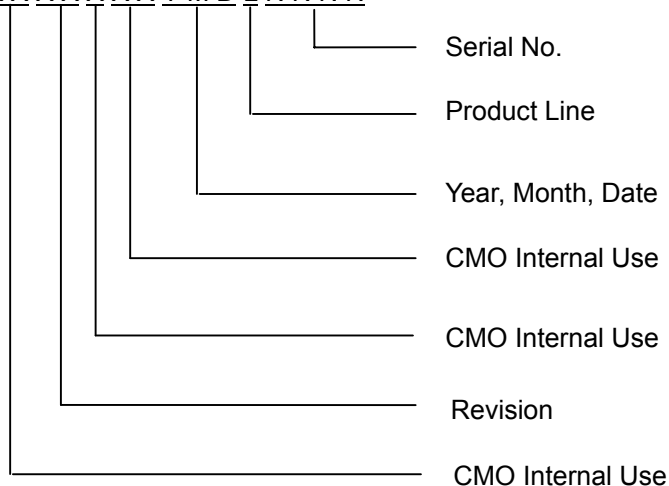 Serial No.
Product Line
Year, Month, Date
CMO Internal Use
CMO Internal Use
Revision
CMO Internal Use